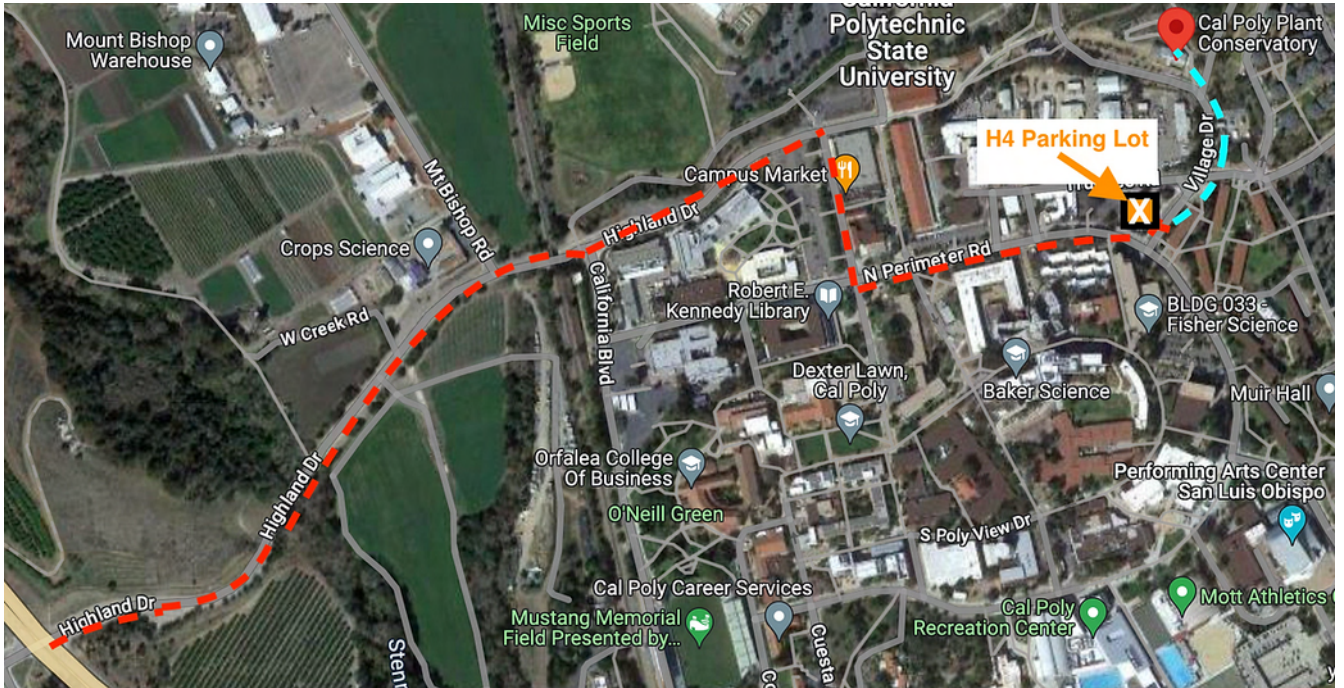 California
Polytechnic
State
University
Misc Sports
Field
Mount Bishop
Warehouse
Cal Poly Plant
Conservatory
H4 Parking Lot
Village Dr
Mt Bishop Rd
Campus Market
Highland Dr
Crops Science
N Perimeter Rd
Robert E.
Kennedy Library
BLDG 033 -
Fisher Science
W Creek Rd
California Blvd
Dexter Lawn,
Cal Poly
Baker Science
Muir Hall
Highland Dr
Orfalea College
Of Business
O'Neill Green
Performing Arts Center
San Luis Obispo
S Poly View Dr
Highland Dr
Cal Poly Career Services
Mustang Memorial
Field Presented by...
Cal Poly
Recreation Center
Mott Athletics
Cuesta